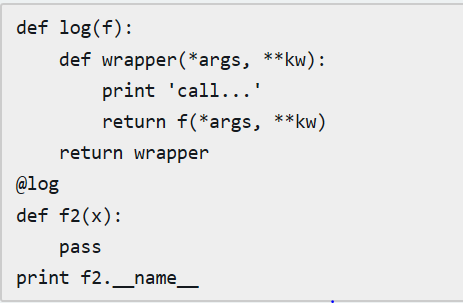 def log(f):
    def wrapper(*args, **kw):
        print 'call...'
        return f(*args, **kw)
    return wrapper
@log
def f2(x):
    pass
print f2.__name__